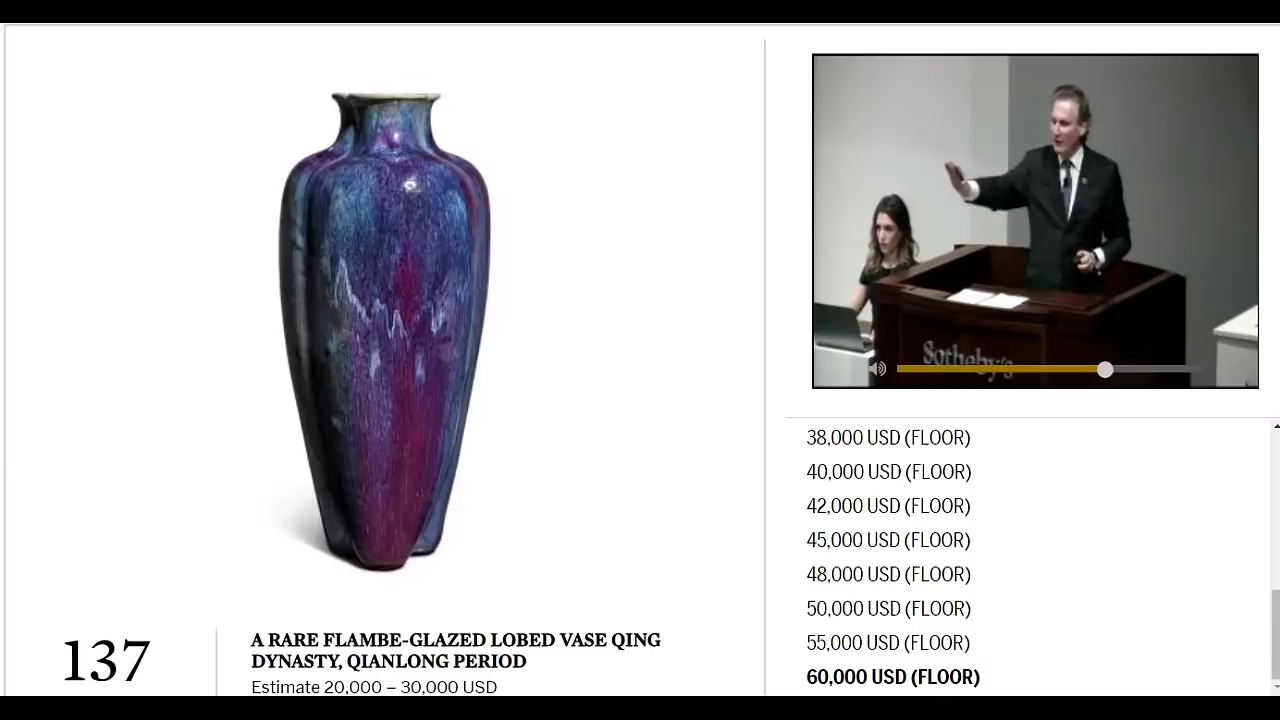 137
A RARE FLAMBE-GLAZED LOBED VASE QING
DYNASTY, QIANLONG PERIOD
Estimate 20,000 – 30,000 USD
Sotheby's
38,000 USD (FLOOR)
40,000 USD (FLOOR)
42,000 USD (FLOOR)
45,000 USD (FLOOR)
48,000 USD (FLOOR)
50,000 USD (FLOOR)
55,000 USD (FLOOR)
60,000 USD (FLOOR)